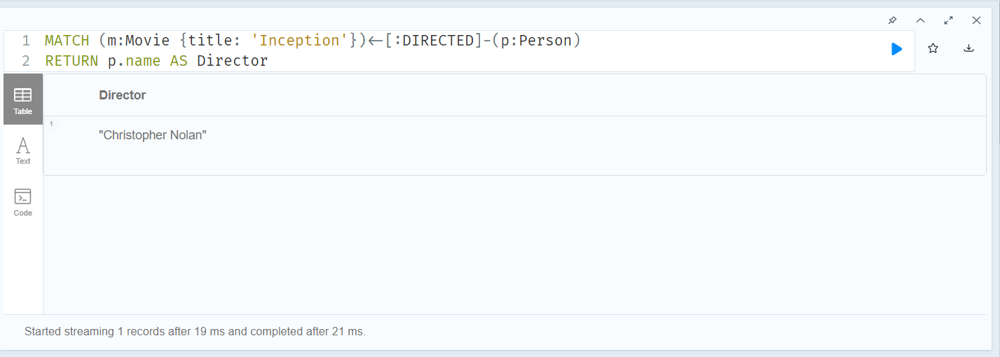 1 MATCH (m:Movie {title: 'Inception'})<-[:DIRECTED]-(p:Person)
2 RETURN p.name AS Director
Table
Director
1
"Christopher Nolan"
Text
Code
Started streaming 1 records after 19 ms and completed after 21 ms.